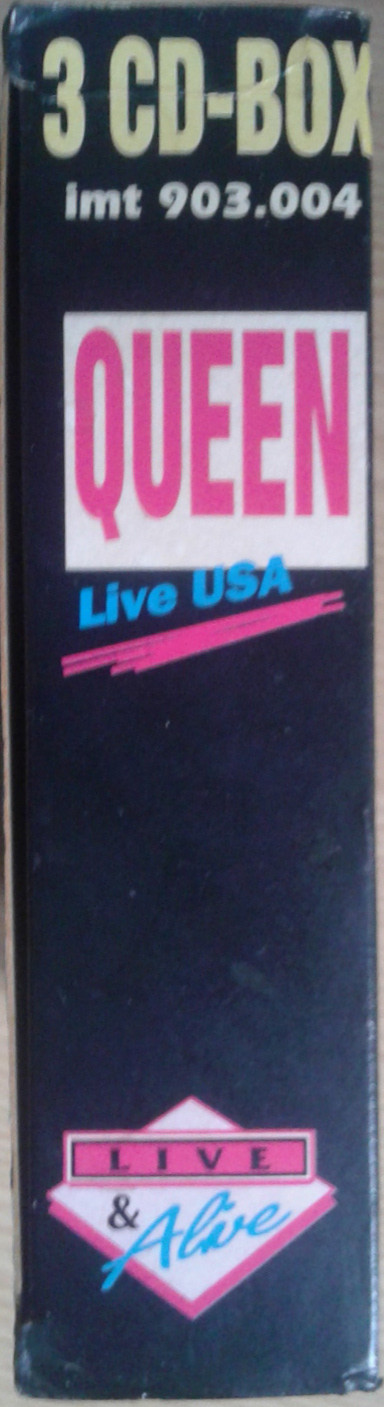 3 CD-BOX
imt 903.004
QUEEN
Live USA
LIVE
& Alive